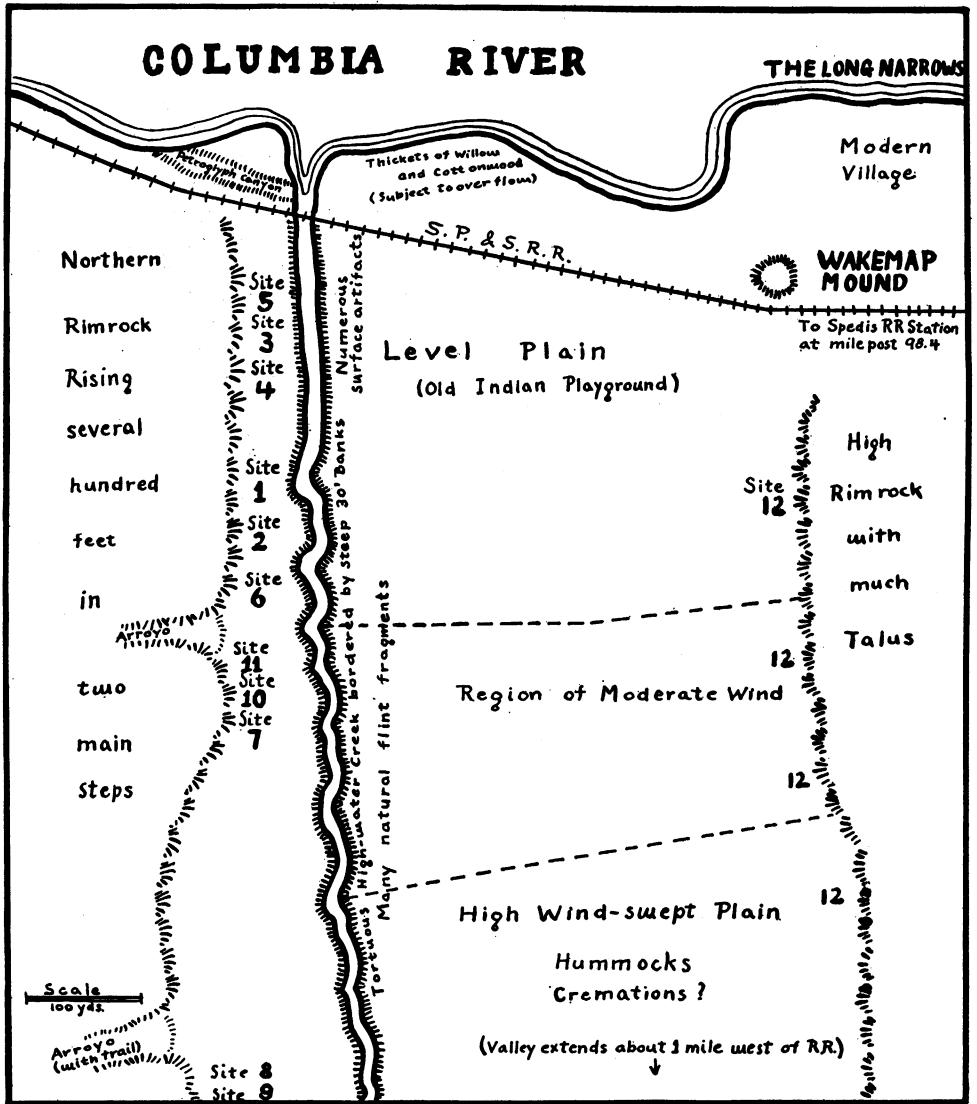 COLUMBIA RIVER
THE LONG NARROWS
Petroglyph Canyon
Thickets of Willow
and Cottonwood
(Subject to overflow)
Modern
Village
S. P. & S. R. R.
WAKEMAP
MOUND
To Spedis RR Station
at mile post 98.4
Northern
Rimrock
Rising
several
hundred
feet
in
two
main
steps
Site
5
Site
3
Site
4
Site
1
Site
2
Site
6
Arroyo
Site
11
Site
10
Site
7
Numerous
surface artifacts
Level Plain
(Old Indian Playground)
Tortuous High-water Creek bordered by steep 30' Banks
Many natural flint fragments
High
Rimrock
with
much
Talus
Site
12
12
Region of Moderate Wind
12
12
High Wind-swept Plain
Hummocks
Cremations ?
(Valley extends about 1 mile west of RR.)
Scale
100 yds.
Arroyo
(with trail)
Site 8
Site 9